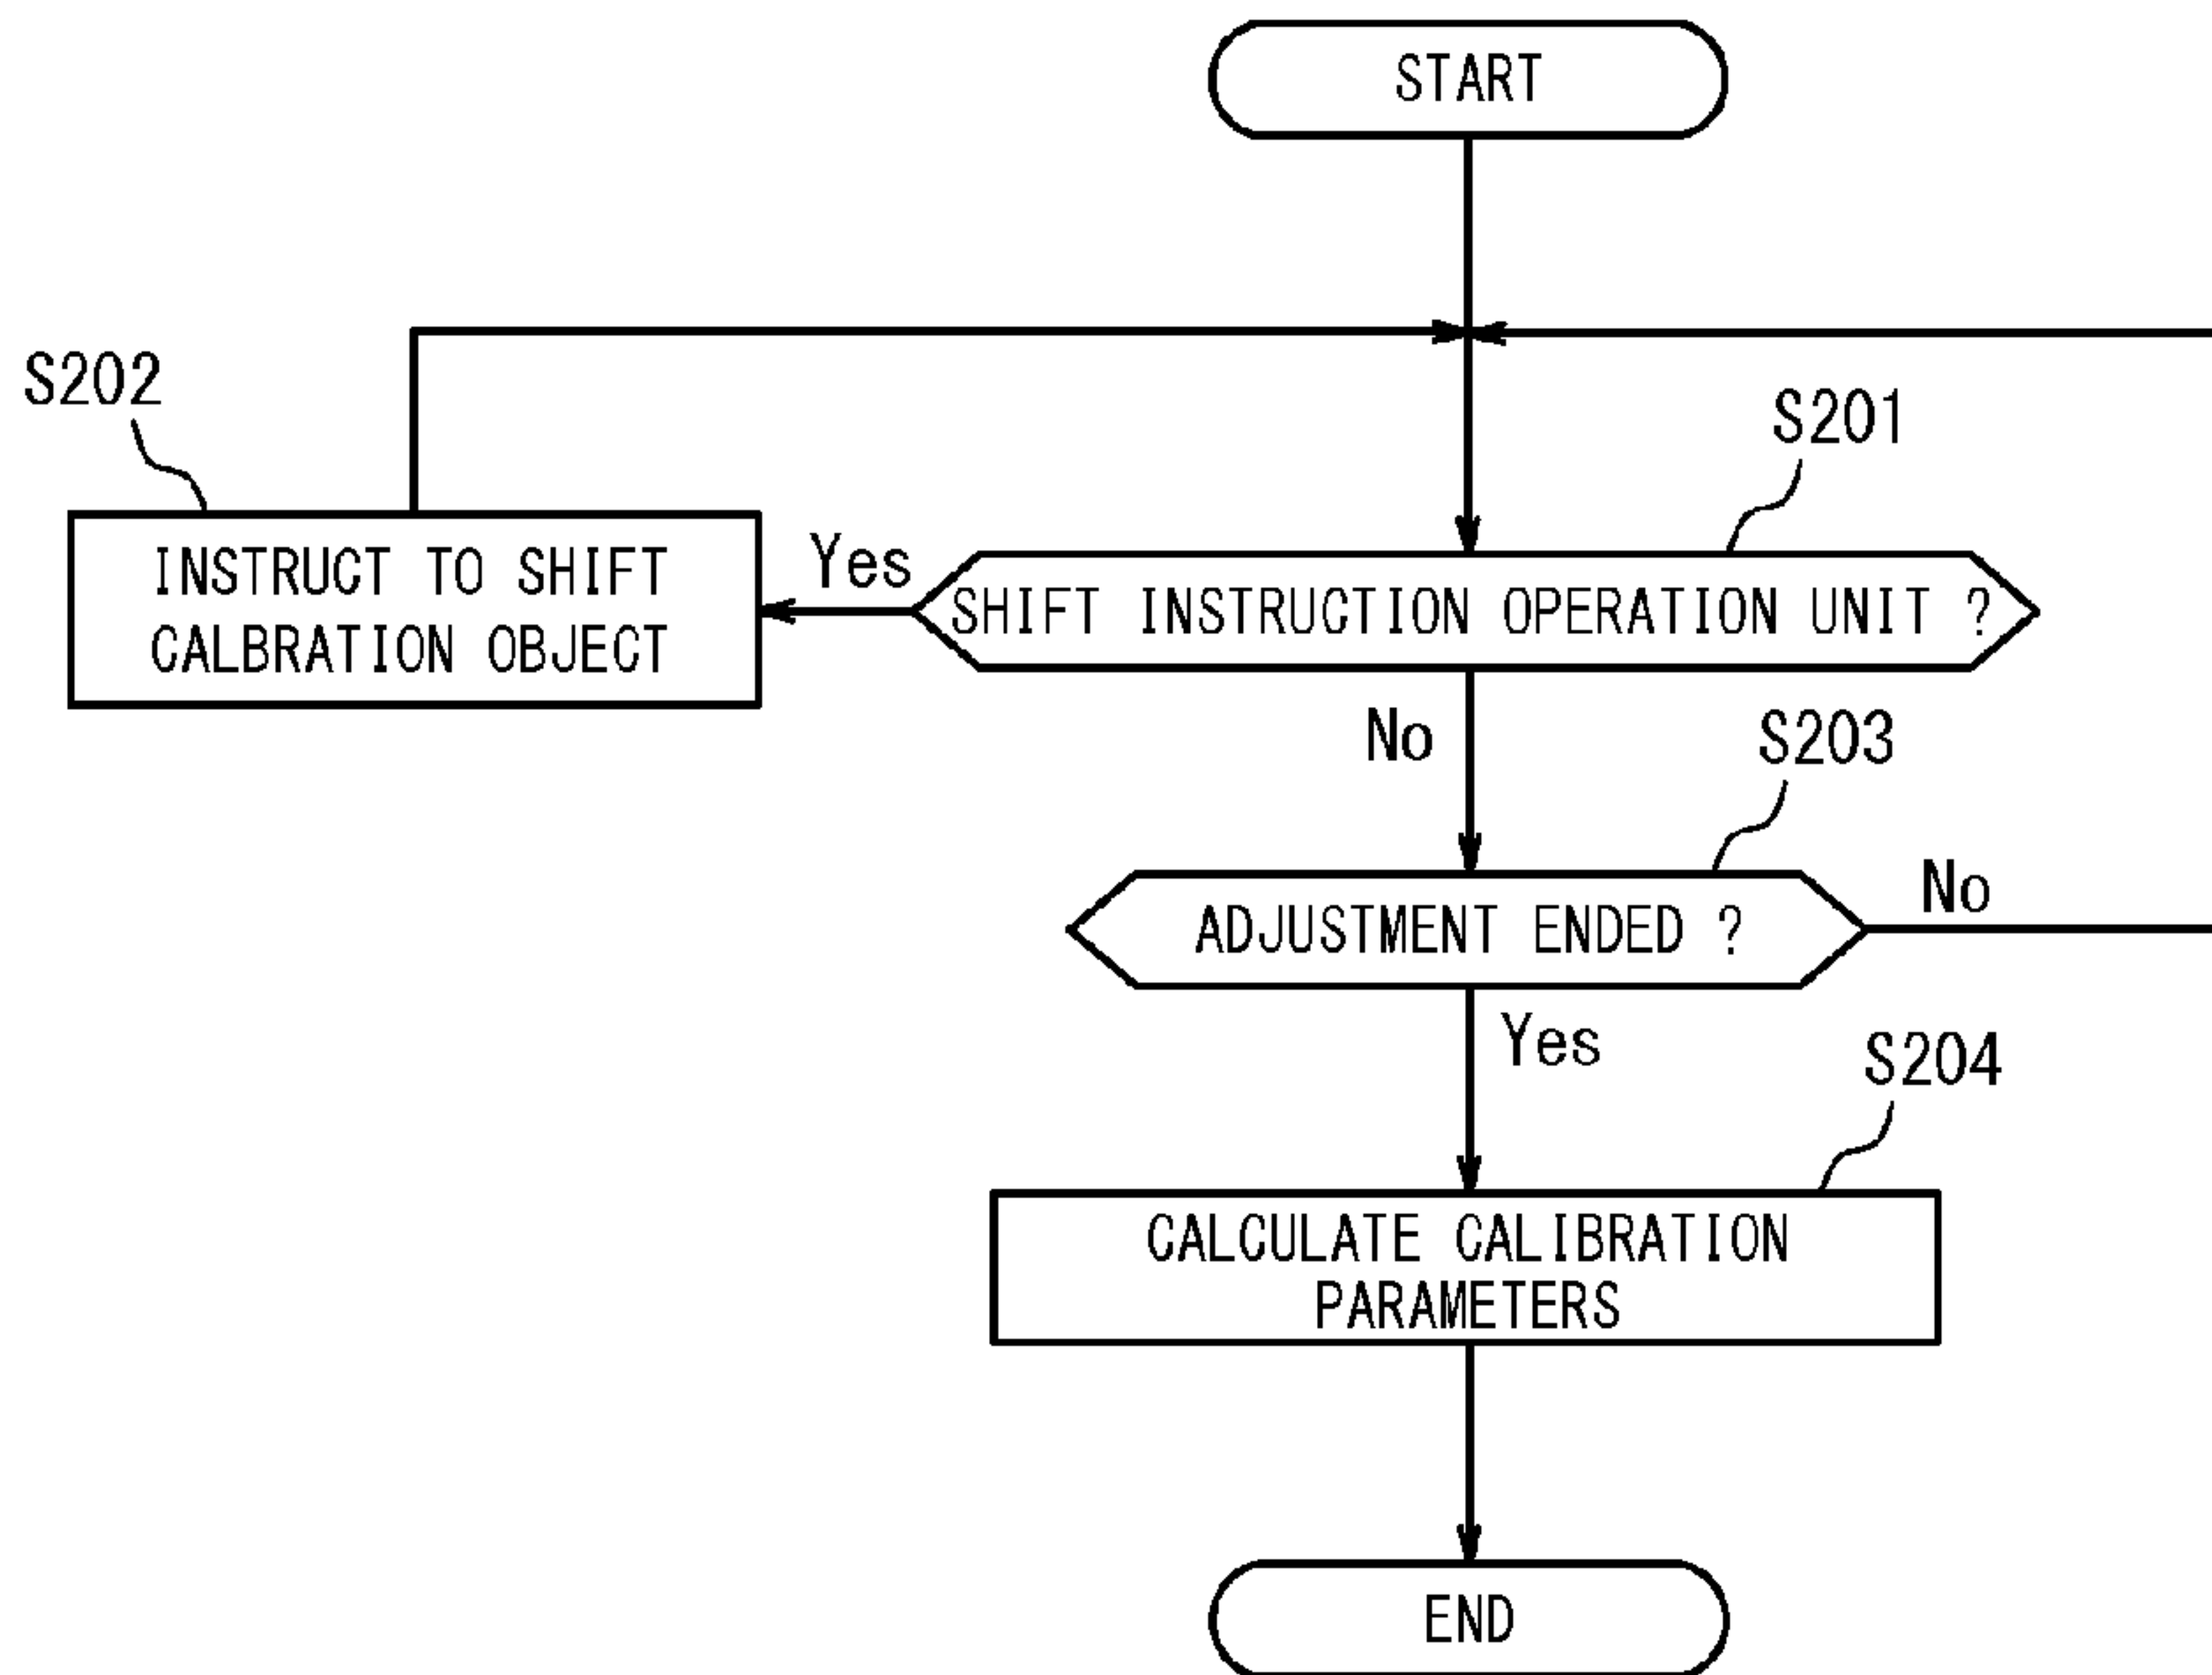 START
S202
S201
INSTRUCT TO SHIFT
CALBRATION OBJECT
Yes
SHIFT INSTRUCTION OPERATION UNIT ?
No
S203
ADJUSTMENT ENDED ?
No
Yes
S204
CALCULATE CALIBRATION
PARAMETERS
END